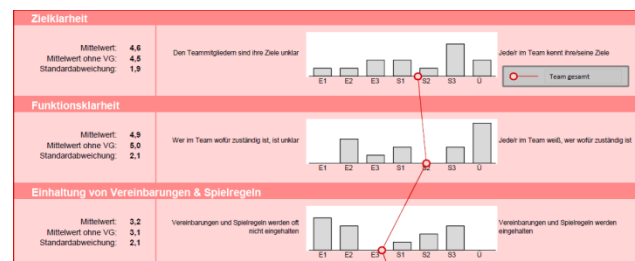 Zielklarheit
Mittelwert: 4,6
Mittelwert ohne VG: 4,5
Standardabweichung: 1,9
Den Teammitgliedern sind ihre Ziele unklar
E1 E2 E3 S1 S2 S3 Ü
Jede/r im Team kennt ihre/seine Ziele
Team gesamt
Funktionsklarheit
Mittelwert: 4,9
Mittelwert ohne VG: 5,0
Standardabweichung: 2,1
Wer im Team wofür zuständig ist, ist unklar
E1 E2 E3 S1 S2 S3 Ü
Jede/r im Team weiß, wer wofür zuständig ist
Einhaltung von Vereinbarungen & Spielregeln
Mittelwert: 3,2
Mittelwert ohne VG: 3,1
Standardabweichung: 2,1
Vereinbarungen und Spielregeln werden oft
nicht eingehalten
E1 E2 E3 S1 S2 S3 Ü
Vereinbarungen und Spielregeln werden
eingehalten